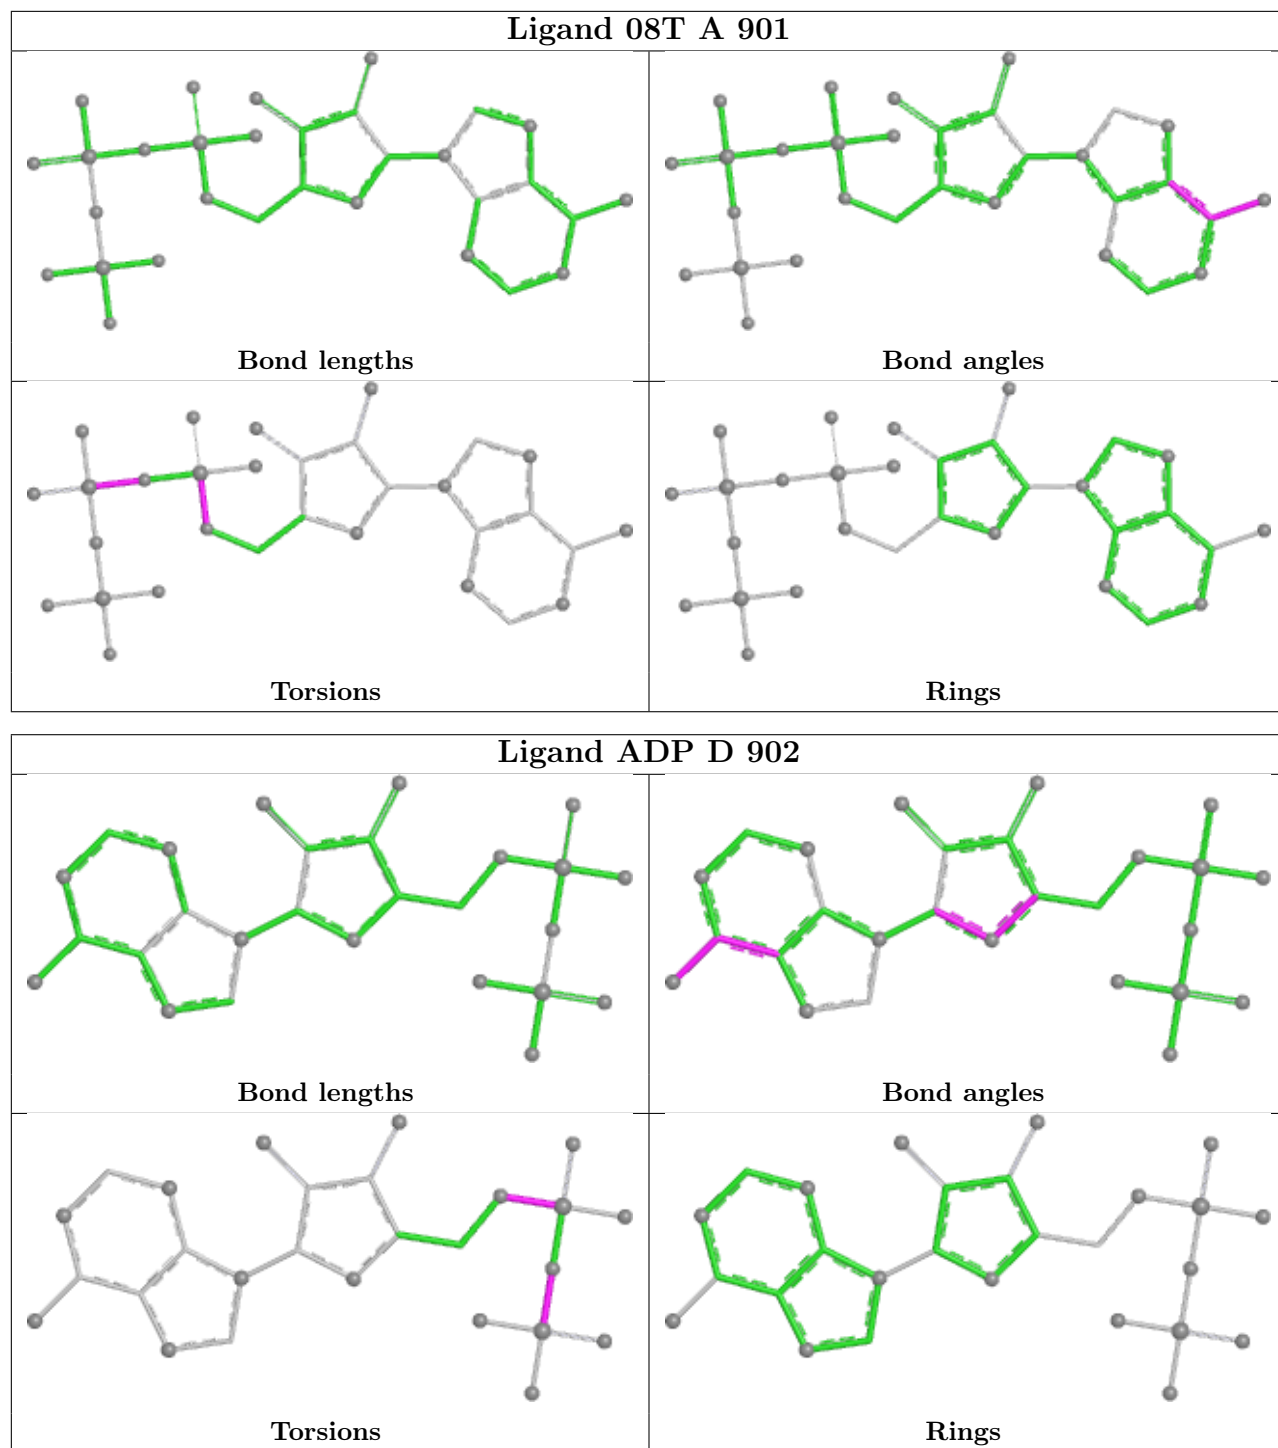 Ligand 08T A 901
Bond lengths
Bond angles
Torsions
Rings
Ligand ADP D 902
Bond lengths
Bond angles
Torsions
Rings